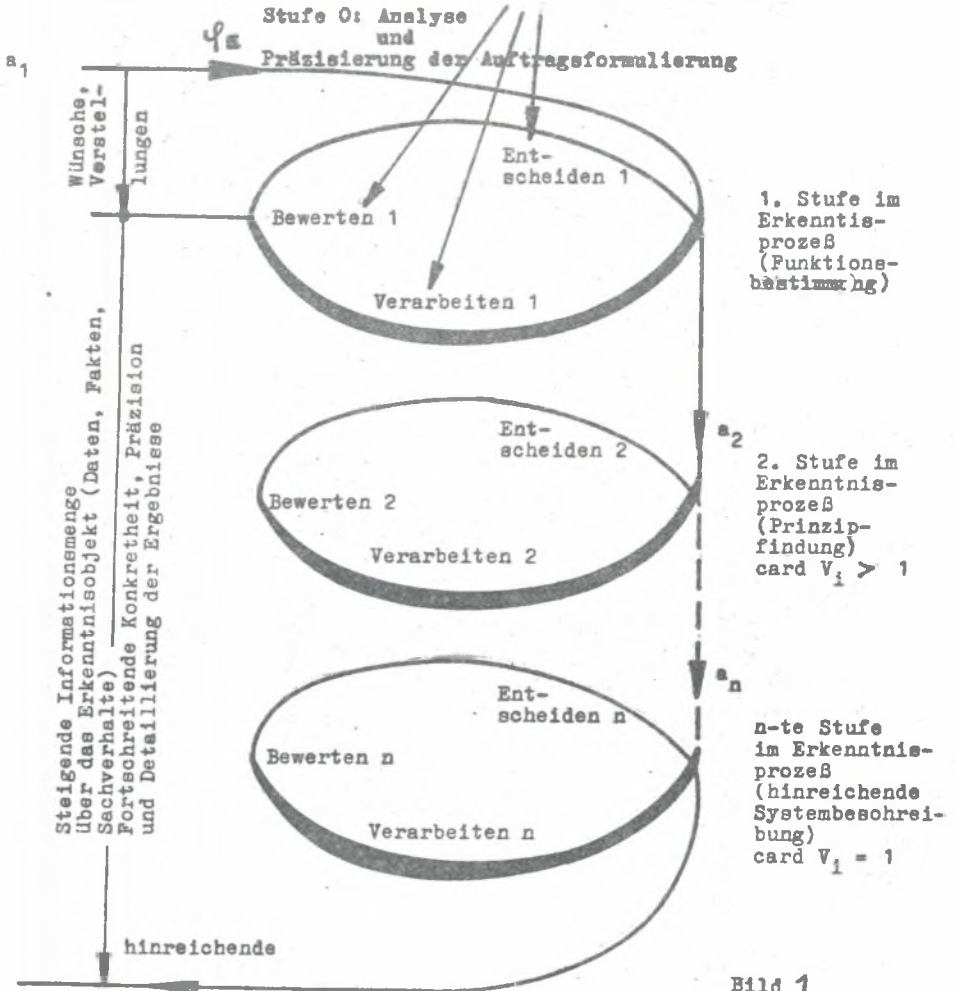 Stufe 0: Analyse
und
Präzisierung der Auftragsformulierung
φa
a1
Wünsche,
Vorstel-
lungen
Ent-
scheiden 1
Bewerten 1
Verarbeiten 1
1. Stufe im
Erkenntis-
prozeß
(Funktions-
bestimmung)
Steigende Informationsmenge
über das Erkenntnisobjekt (Daten, Fakten,
Sachverhalte)
Fortschreitende Konkretheit, Präzision
und Detaillierung der Ergebnisse
a2
Ent-
scheiden 2
Bewerten 2
Verarbeiten 2
2. Stufe im
Erkenntnis-
prozeß
(Prinzip-
findung)
card Vi > 1
an
Ent-
scheiden n
Bewerten n
Verarbeiten n
n-te Stufe
im Erkenntnis-
prozeß
(hinreichende
Systembeschrei-
bung)
card Vi = 1
hinreichende
Bild 1